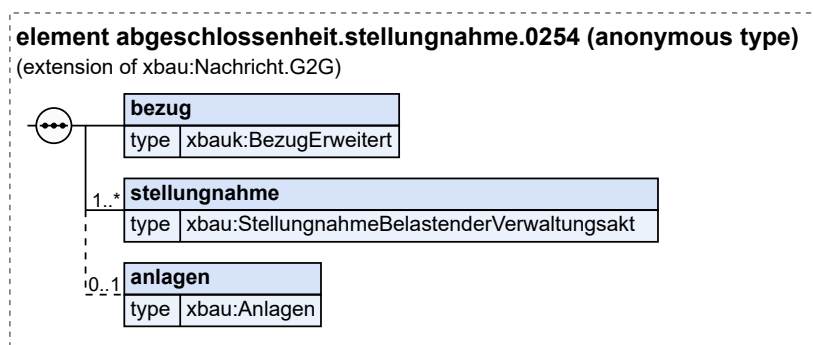 element abgeschlossenheit.stellungnahme.0254 (anonymous type)
(extension of xbau:Nachricht.G2G)
bezug
type xbauk:BezugErweitert
1..* stellungnahme
type xbau:StellungnahmeBelastenderVerwaltungsakt
0..1 anlagen
type xbau:Anlagen